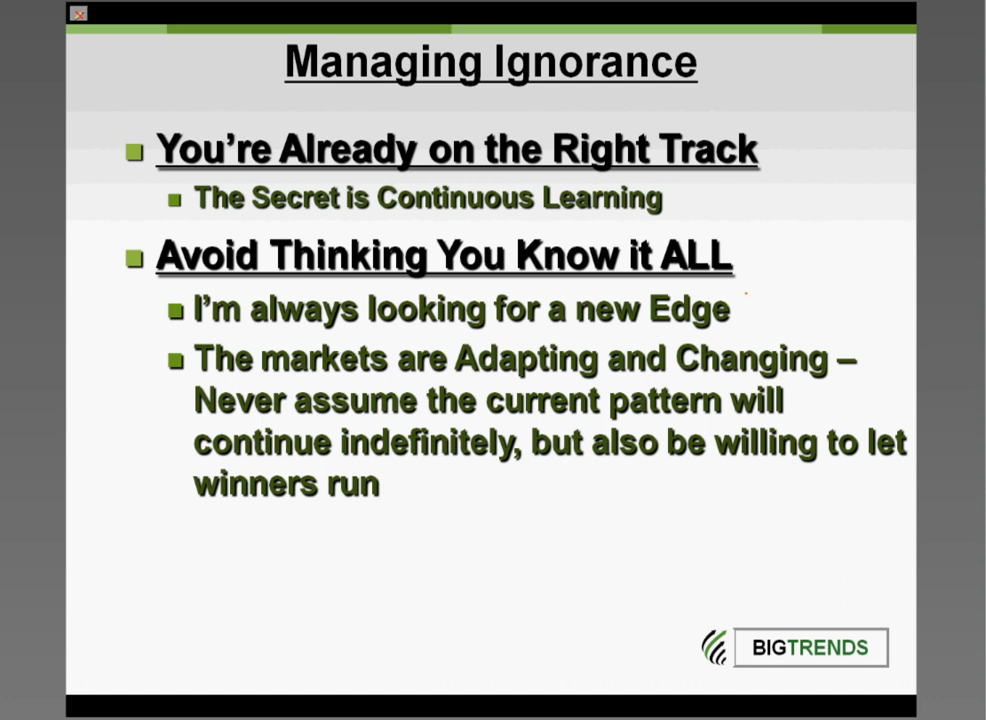 Managing Ignorance
You're Already on the Right Track
The Secret is Continuous Learning
Avoid Thinking You Know it ALL
I'm always looking for a new Edge
The markets are Adapting and Changing –
Never assume the current pattern will
continue indefinitely, but also be willing to let
winners run
BIGTRENDS